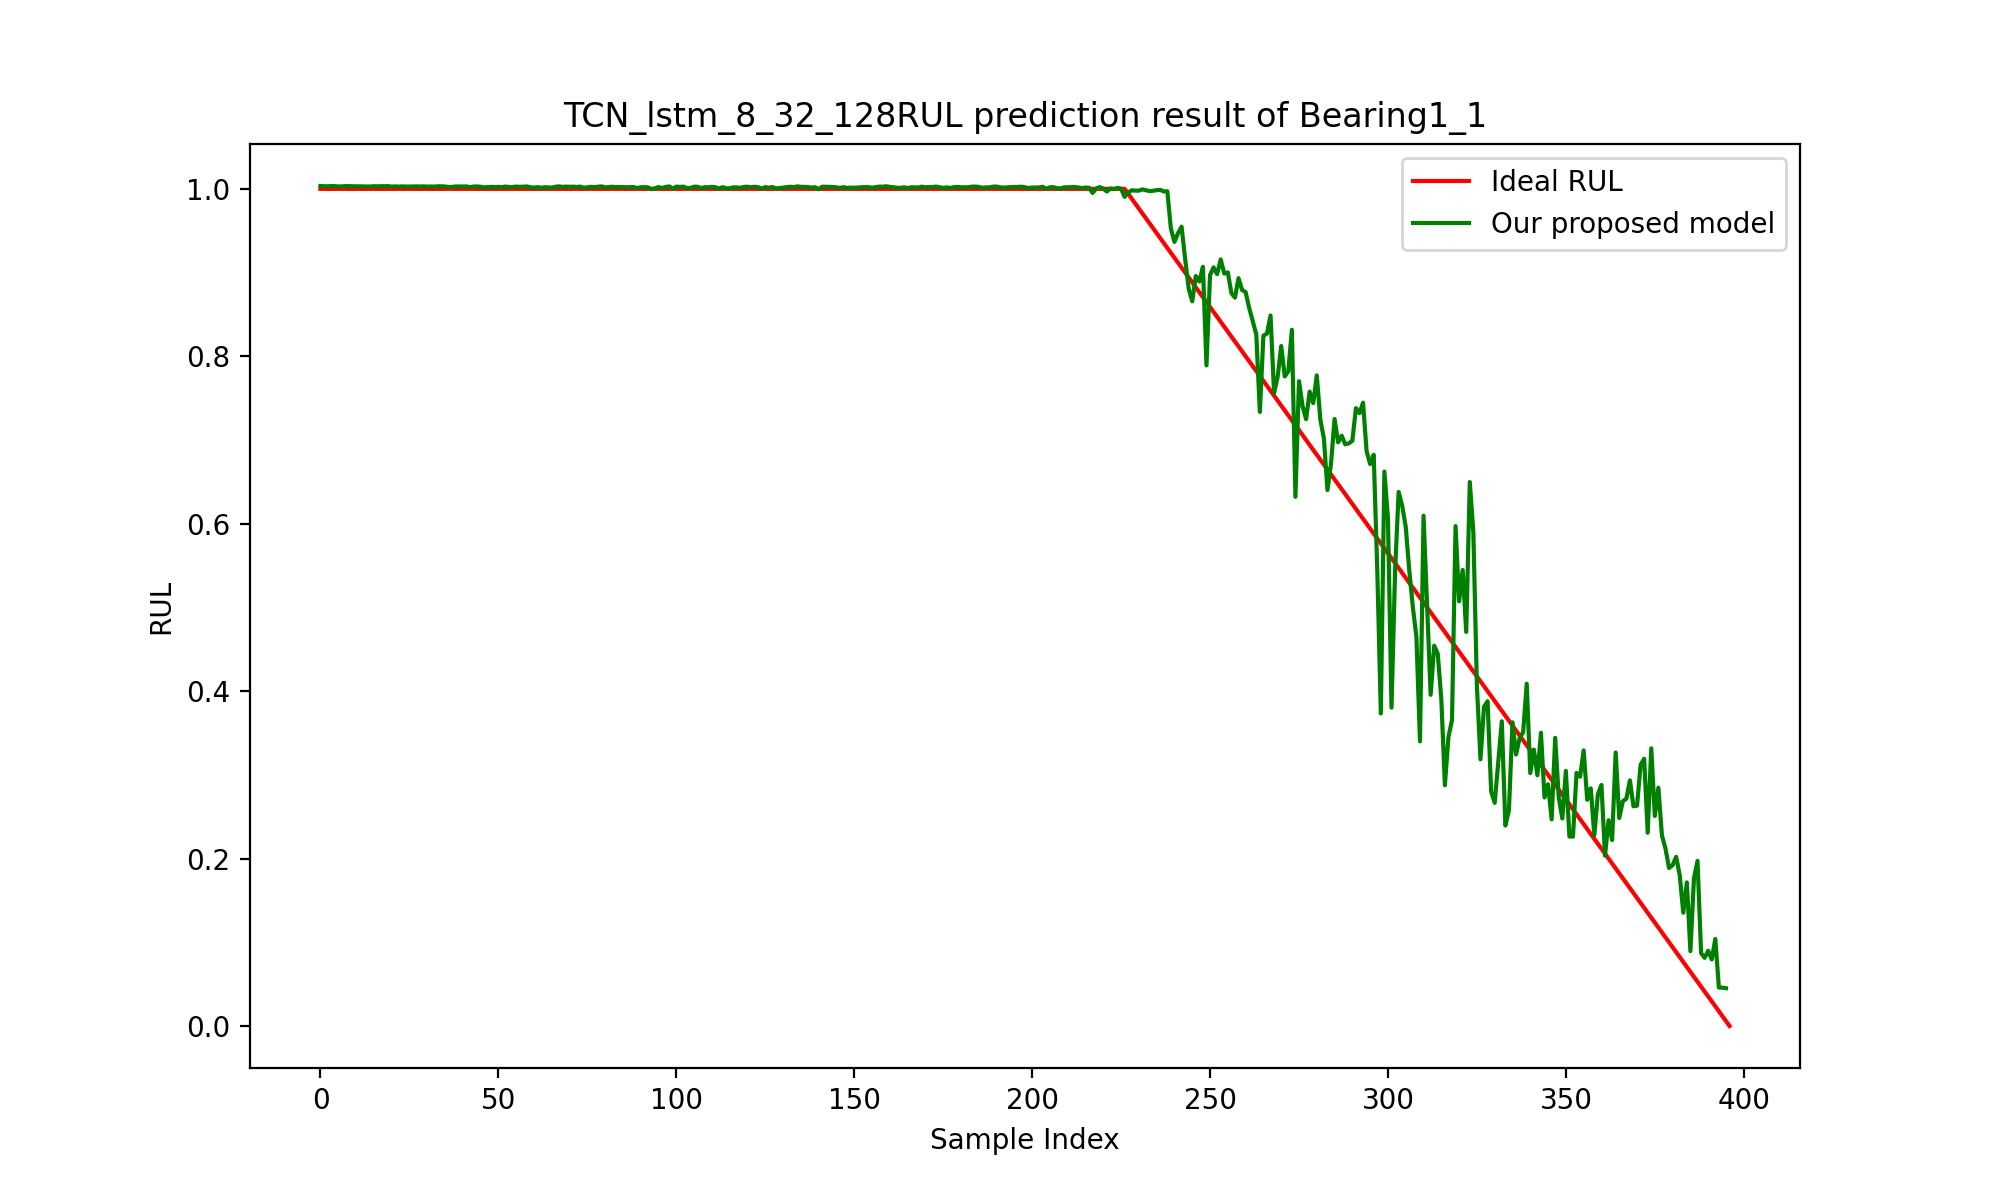 TCN_lstm_8_32_128RUL prediction result of Bearing1_1
Ideal RUL
Our proposed model
1.0
0.8
0.6
0.4
0.2
0.0
RUL
0 50 100 150 200 250 300 350 400
Sample Index